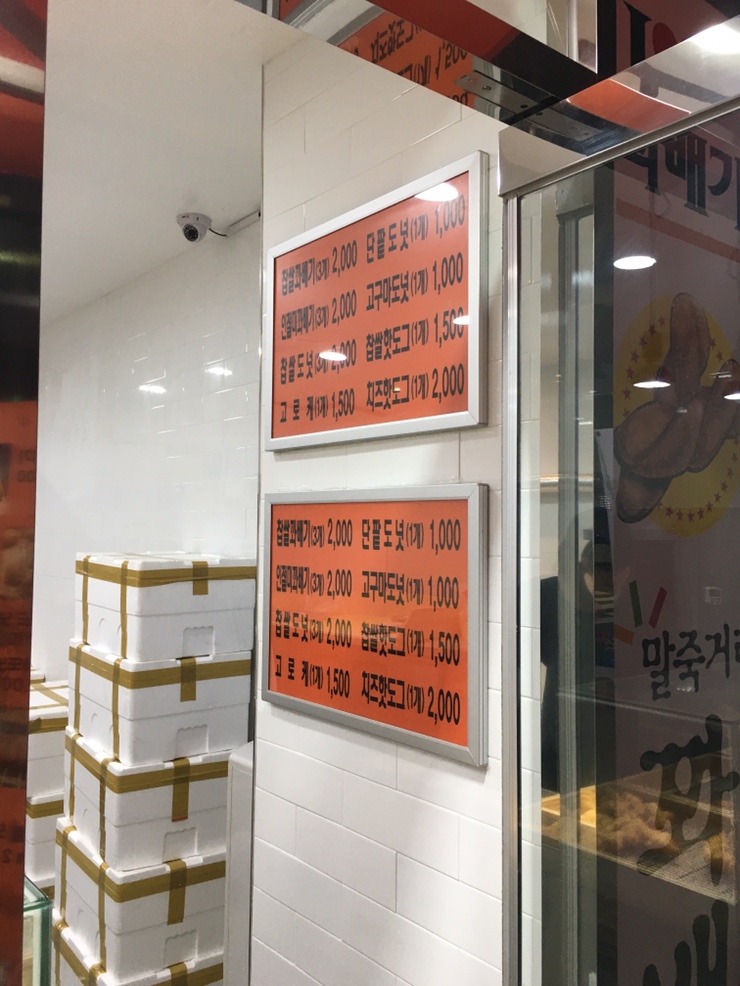 찹쌀꽈배기(3개) 2,000 단팥도넛(1개) 1,000
인절미꽈배기(3개) 2,000 고구마도넛(1개) 1,000
찹쌀도넛(3개) 2,000 찹쌀핫도그(1개) 1,500
고로케(1개) 1,500 치즈핫도그(1개) 2,000
찹쌀꽈배기(3개) 2,000 단팥도넛(1개) 1,000
인절미꽈배기(3개) 2,000 고구마도넛(1개) 1,000
찹쌀도넛(3개) 2,000 찹쌀핫도그(1개) 1,500
고로케(1개) 1,500 치즈핫도그(1개) 2,000
배기
말죽거리
꽈
배